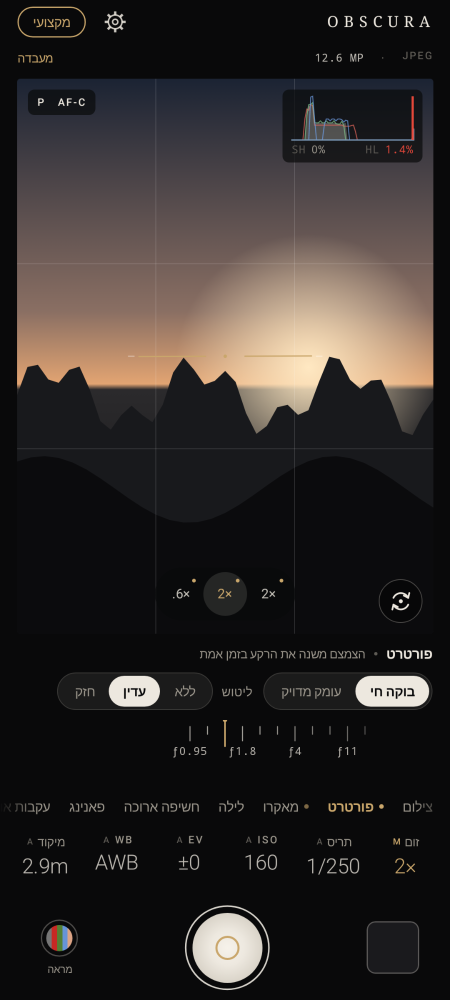 OBSCURA
מקצועי
JPEG · 12.6 MP
מעבדה
P AF-C
SH 0% HL 1.4%
.6× 2× 2×
פורטרט • הצמצם משנה את הרקע בזמן אמת
בוקה חי עומק מדויק ליטוש ללא עדין חזק
ƒ0.95 ƒ1.8 ƒ4 ƒ11
צילום פורטרט מאקרו לילה חשיפה ארוכה פאנינג עקבות
זום M תריס A ISO A EV A WB A מיקוד A
2× 1/250 160 ±0 AWB 2.9m
מראה